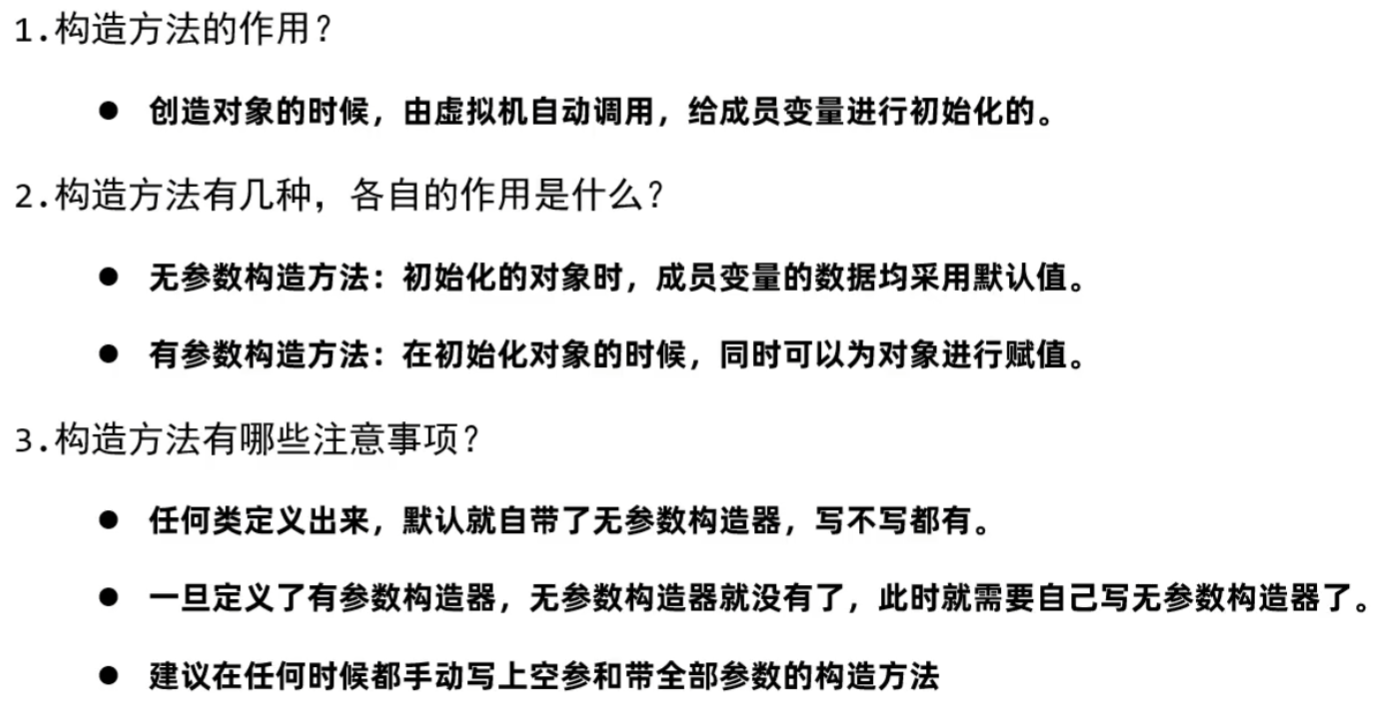 1.构造方法的作用？
● 创造对象的时候，由虚拟机自动调用，给成员变量进行初始化的。
2.构造方法有几种，各自的作用是什么？
● 无参数构造方法：初始化的对象时，成员变量的数据均采用默认值。
● 有参数构造方法：在初始化对象的时候，同时可以为对象进行赋值。
3.构造方法有哪些注意事项？
● 任何类定义出来，默认就自带了无参数构造器，写不写都有。
● 一旦定义了有参数构造器，无参数构造器就没有了，此时就需要自己写无参数构造器了。
● 建议在任何时候都手动写上空参和带全部参数的构造方法